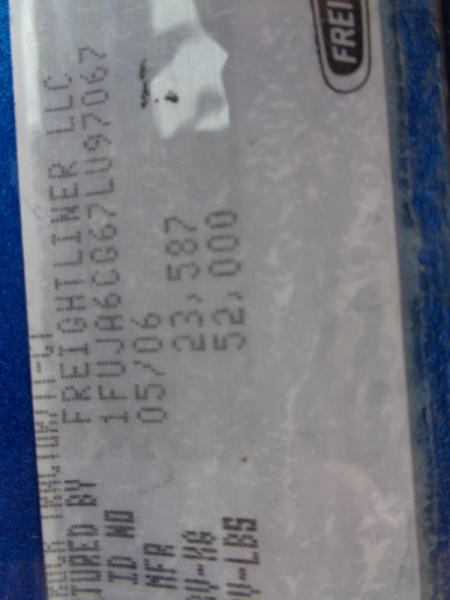 TURED BY FREIGHTLINER LLC
ID NO 1FUJA6CG67LU97067
MFR 05/06
V-KG 23,587
V-LBS 52,000
FREI